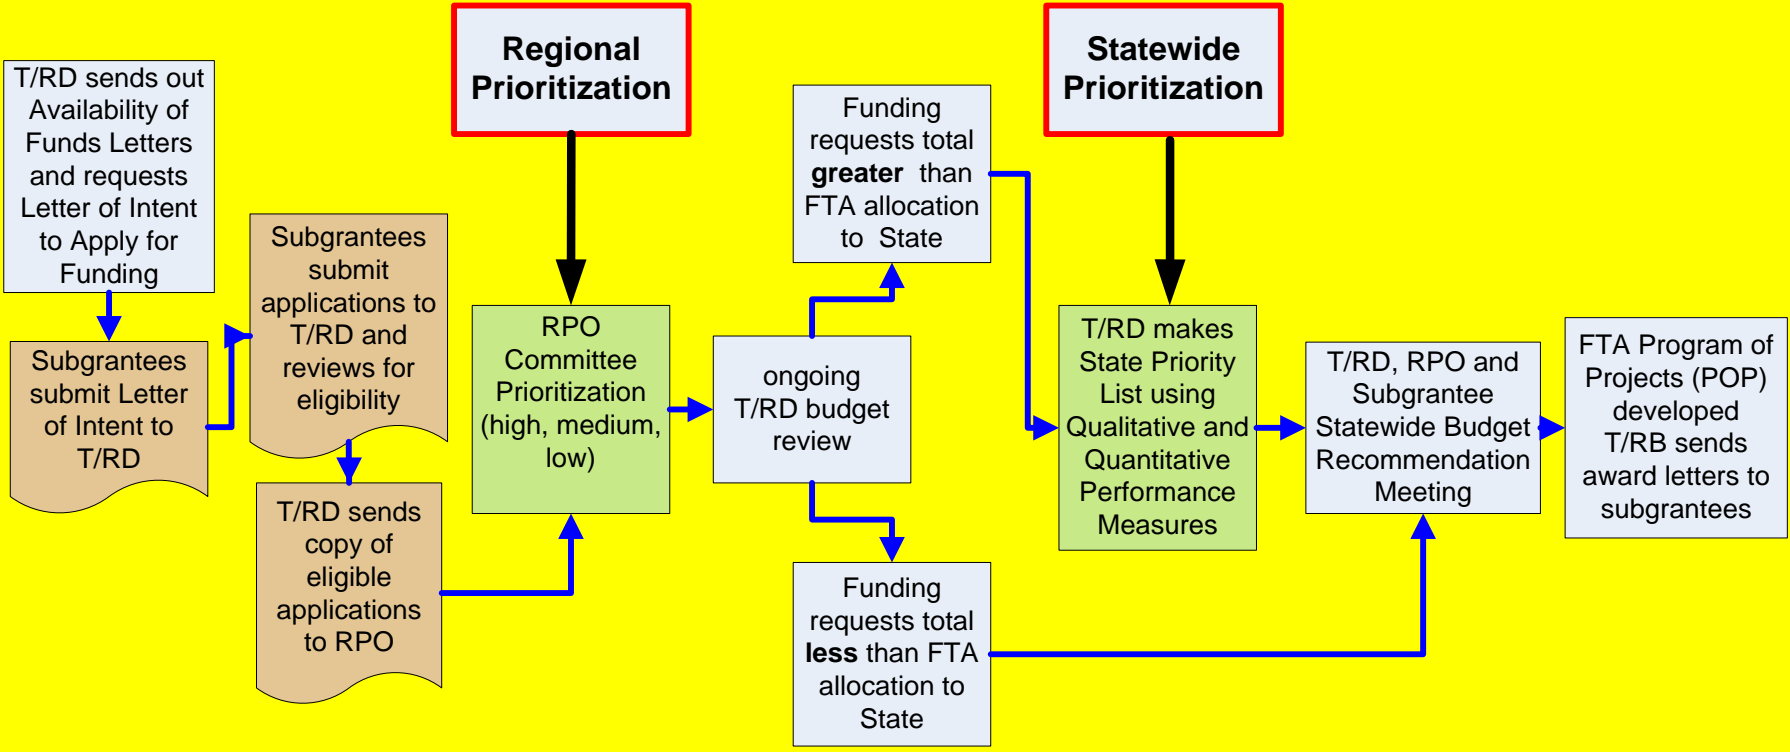 T/RD sends out
Availability of
Funds Letters
and requests
Letter of Intent
to Apply for
Funding
Subgrantees
submit Letter
of Intent to
T/RD
Subgrantees
submit
applications to
T/RD and
reviews for
eligibility
T/RD sends
copy of
eligible
applications
to RPO
Regional
Prioritization
RPO
Committee
Prioritization
(high, medium,
low)
ongoing
T/RD budget
review
Funding
requests total
greater than
FTA allocation
to State
Funding
requests total
less than FTA
allocation to
State
Statewide
Prioritization
T/RD makes
State Priority
List using
Qualitative and
Quantitative
Performance
Measures
T/RD, RPO and
Subgrantee
Statewide Budget
Recommendation
Meeting
FTA Program of
Projects (POP)
developed
T/RB sends
award letters to
subgrantees